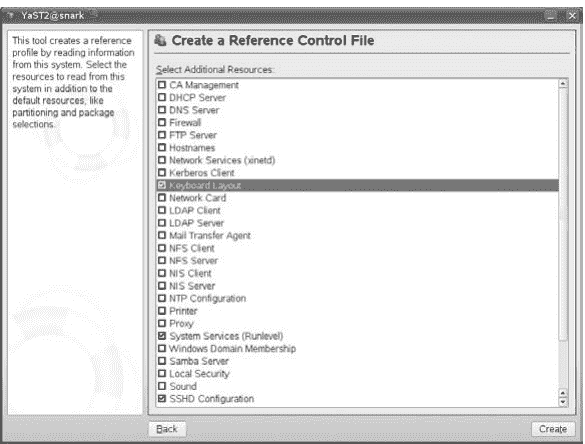 YaST2@snark
This tool creates a reference
profile by reading information
from this system. Select the
resources to read from this
system in addition to the
default resources, like
partitioning and package
selections.
Create a Reference Control File
Select Additional Resources:
CA Management
DHCP Server
DNS Server
Firewall
FTP Server
Hostnames
Network Services (xinetd)
Kerberos Client
Keyboard Layout
Network Card
LDAP Client
LDAP Server
Mail Transfer Agent
NFS Client
NFS Server
NIS Client
NIS Server
NTP Configuration
Printer
Proxy
System Services (Runlevel)
Windows Domain Membership
Samba Server
Local Security
Sound
SSHD Configuration
Back
Create